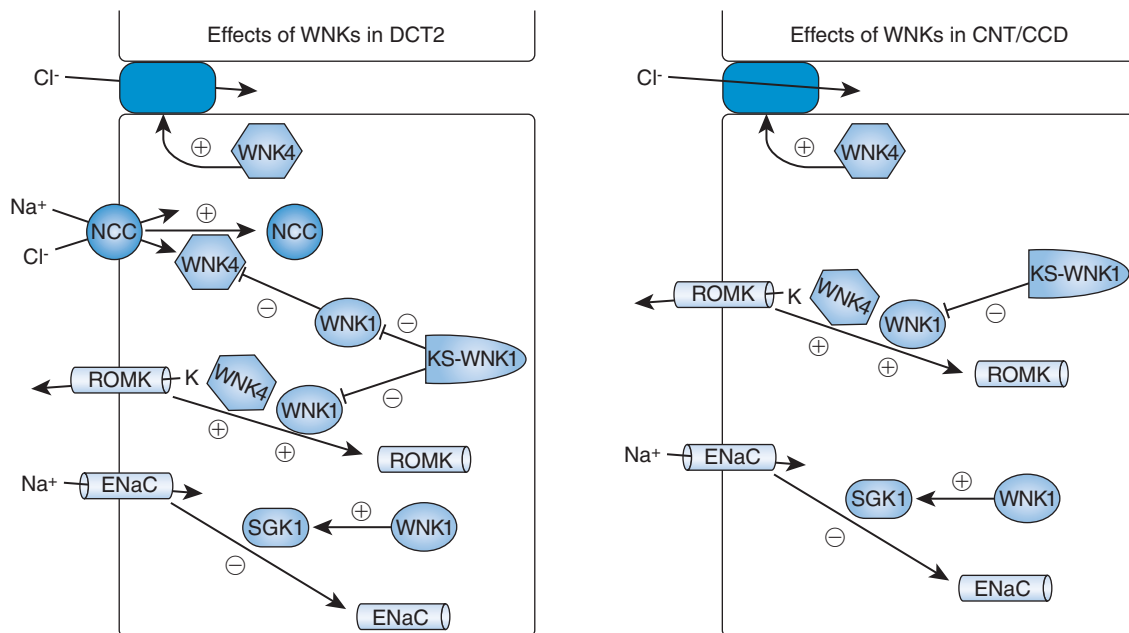 Effects of WNKs in DCT2
Cl-
WNK4
+
Na+
NCC
+
NCC
Cl-
WNK4
−
WNK1
−
KS-WNK1
ROMK
K
WNK4
WNK1
−
+
+
ROMK
Na+
ENaC
SGK1
+
WNK1
−
ENaC
Effects of WNKs in CNT/CCD
Cl-
+
WNK4
KS-WNK1
ROMK
K
WNK4
WNK1
−
+
+
ROMK
Na+
ENaC
SGK1
+
WNK1
−
ENaC